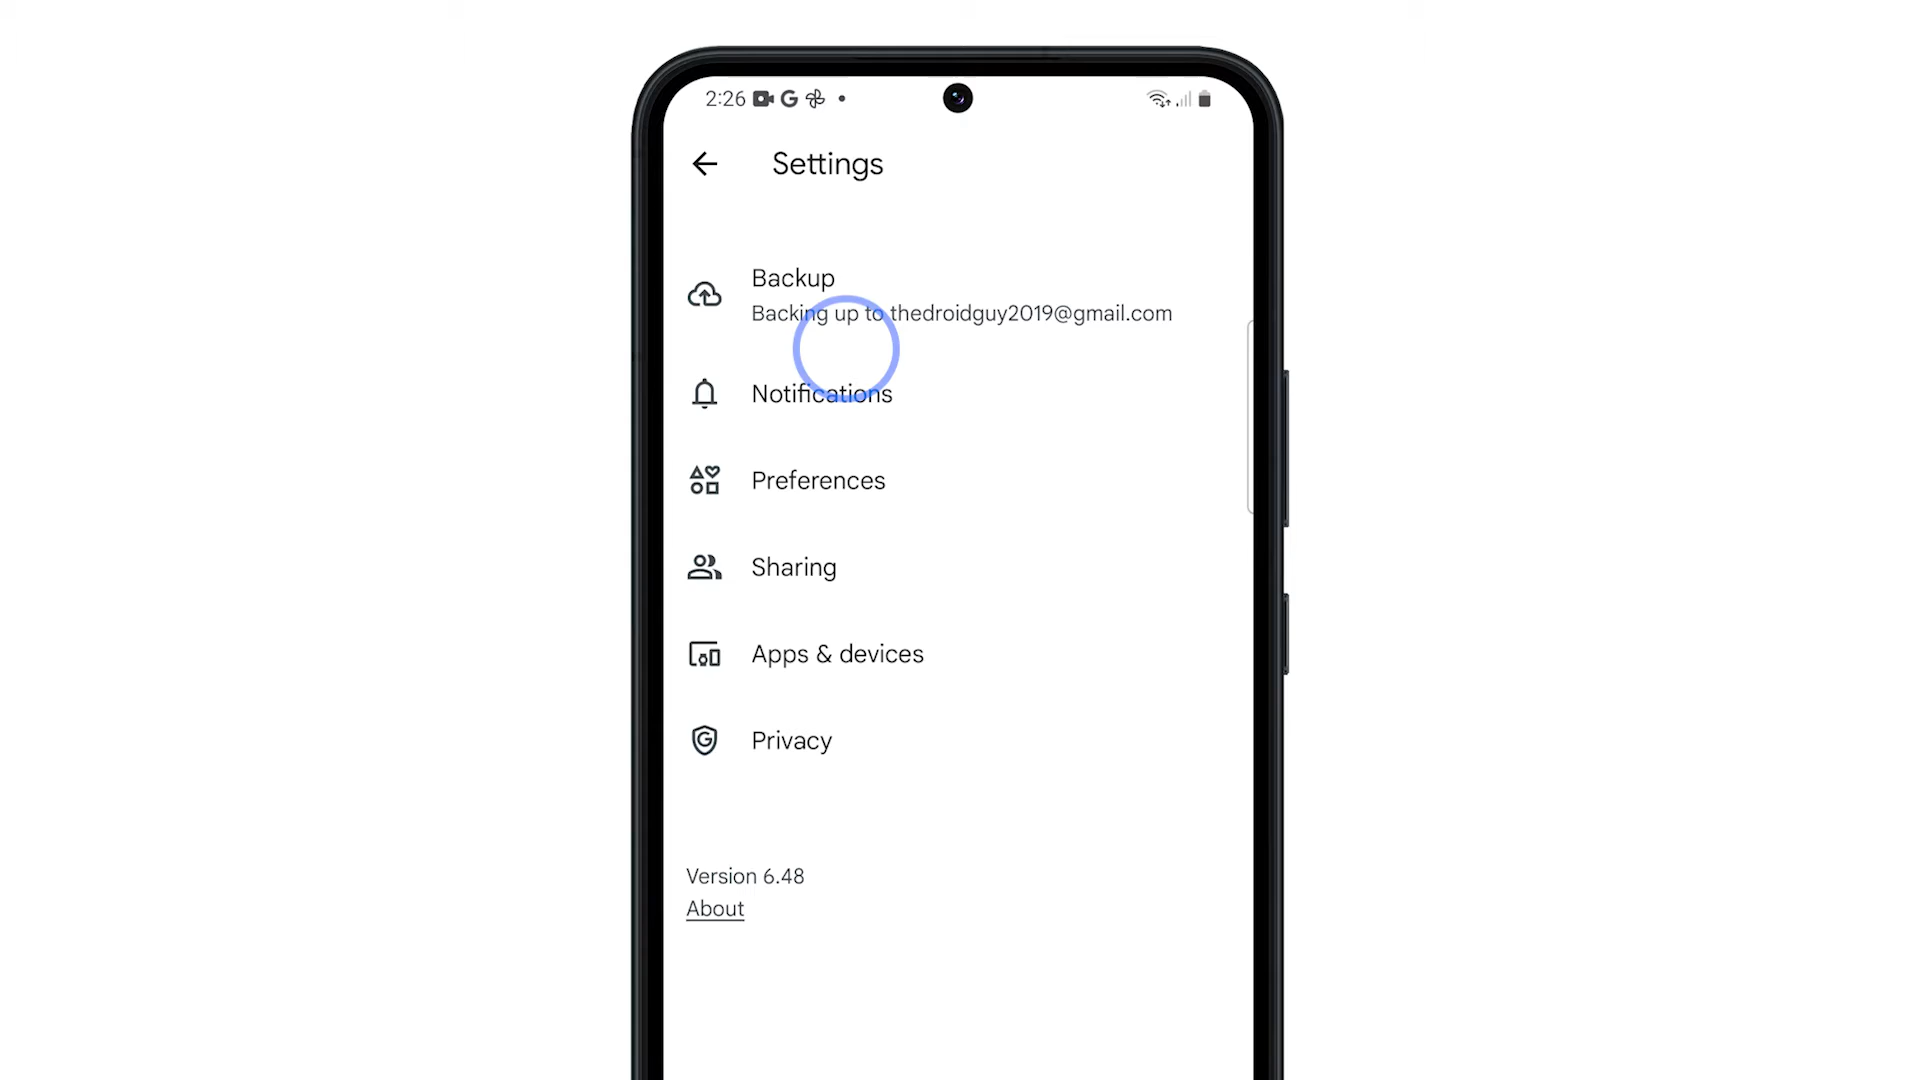 2:26
Settings
Backup
Backing up to thedroidguy2019@gmail.com
Notifications
Preferences
Sharing
Apps & devices
Privacy
Version 6.48
About